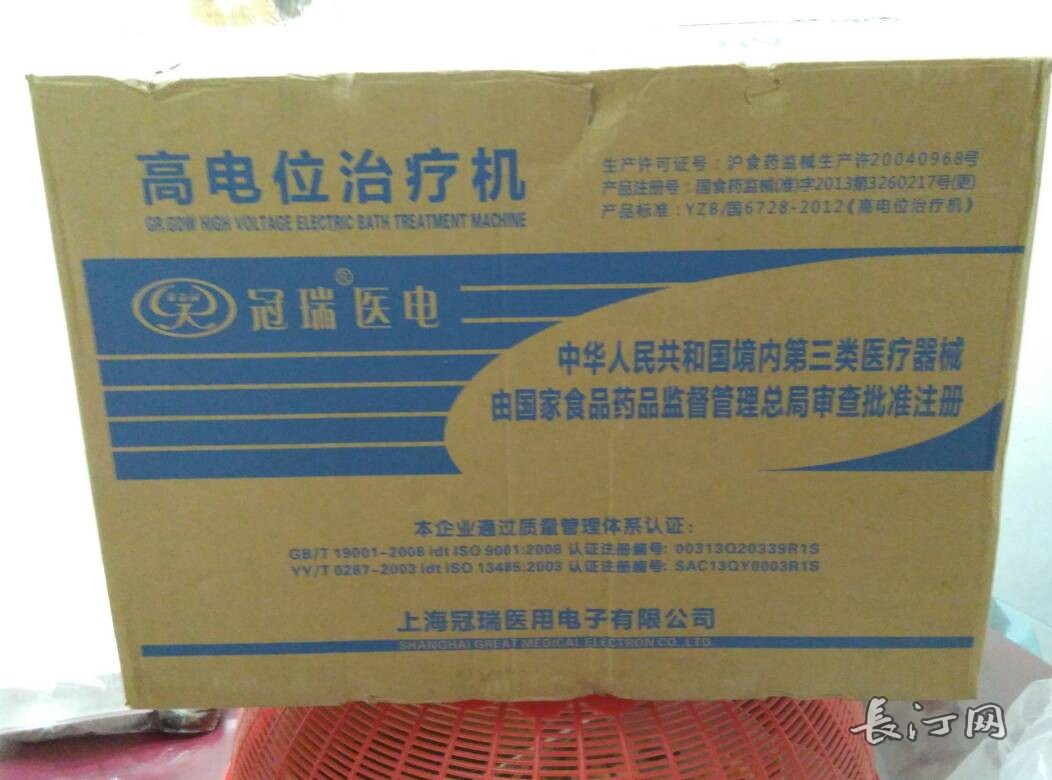 高电位治疗机
GR.GDW HIGH VOLTAGE ELECTRIC BATH TREATMENT MACHINE
生产许可证号：沪食药监械生产许20040968号
产品注册号：国食药监械(准)字2013第3260217号(更)
产品标准：YZB/国6728-2012《高电位治疗机》
冠瑞®医电
中华人民共和国境内第三类医疗器械
由国家食品药品监督管理总局审查批准注册
本企业通过质量管理体系认证：
GB/T 19001-2008 idt ISO 9001:2008 认证注册编号: 00313Q20339R1S
YY/T 0287-2003 idt ISO 13485:2003 认证注册编号: SAC13QY0003R1S
上海冠瑞医用电子有限公司
SHANGHAI GREAT MEDICAL ELECTRON CO., LTD
長河网